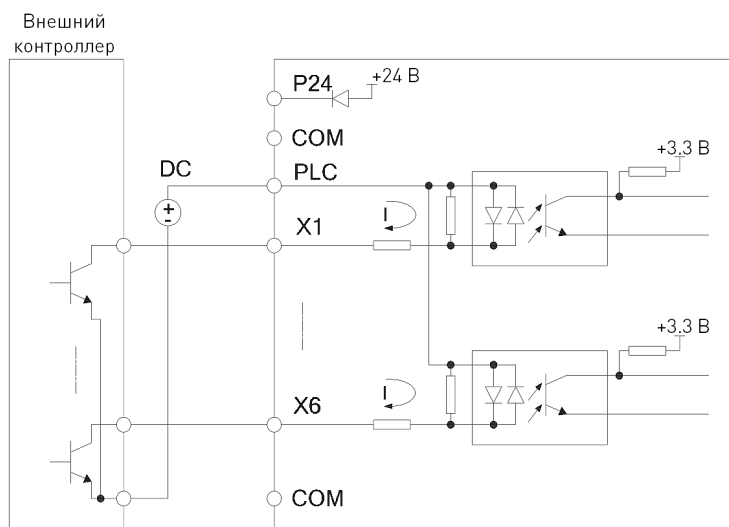 Внешний
контроллер
P24
+24 В
COM
DC
PLC
+3.3 В
I
X1
+3.3 В
I
X6
COM